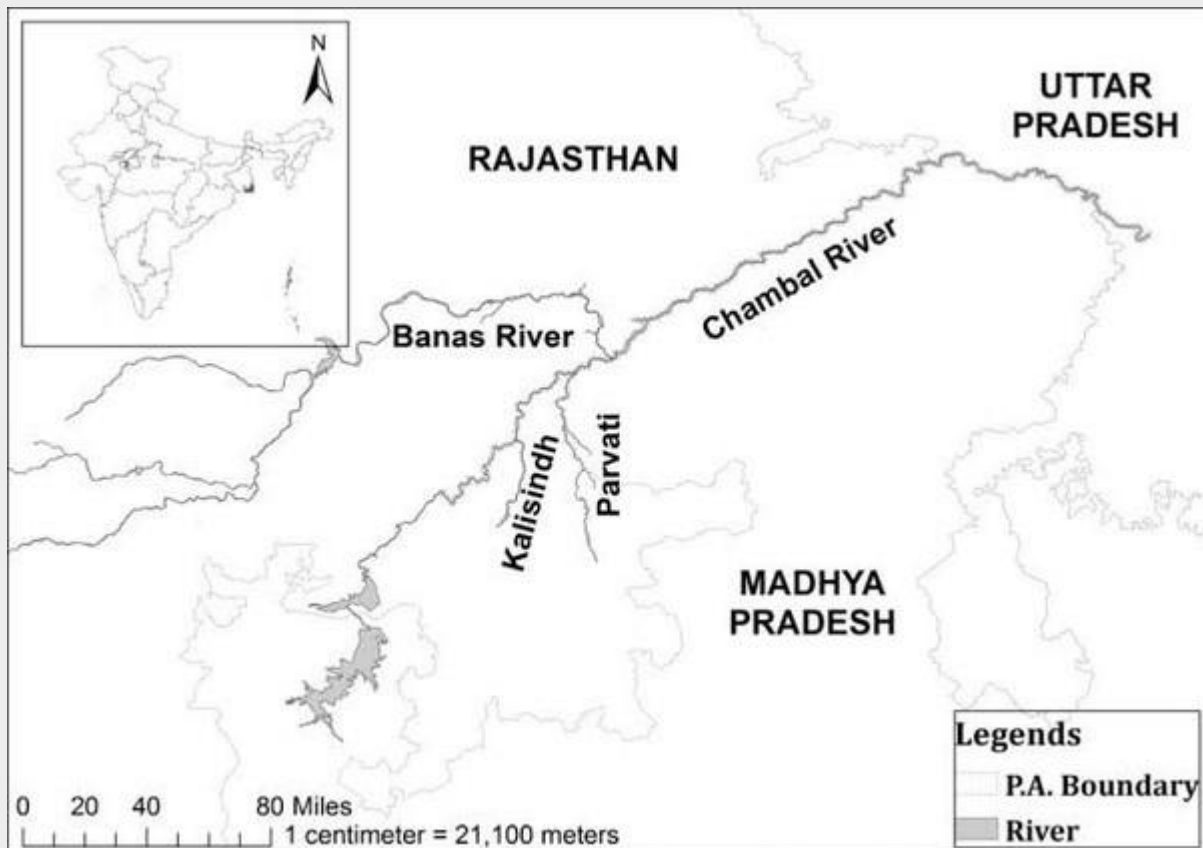 N
UTTAR
PRADESH
RAJASTHAN
Chambal River
Banas River
Kalisindh
Parvati
MADHYA
PRADESH
Legends
P.A. Boundary
River
0 20 40 80 Miles
1 centimeter = 21,100 meters